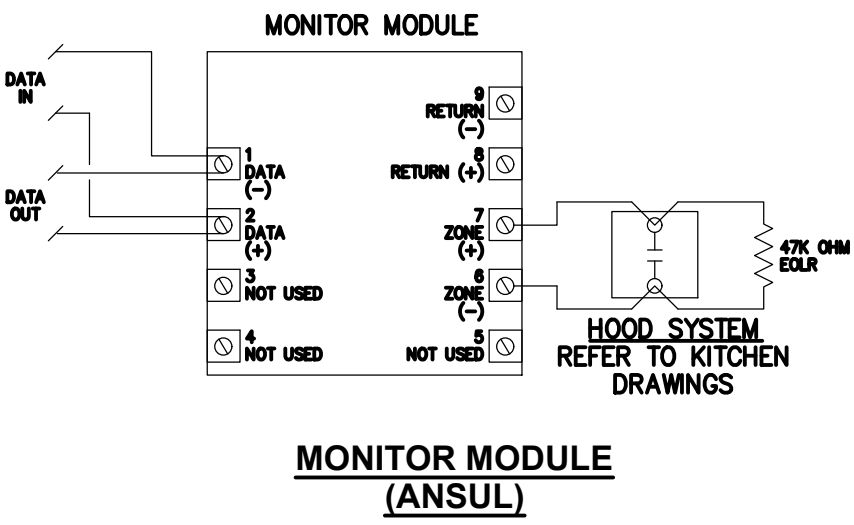 MONITOR MODULE
DATA
IN
DATA
OUT
1
DATA
(-)
2
DATA
(+)
3
NOT USED
4
NOT USED
9
RETURN
(-)
8
RETURN (+)
7
ZONE
(+)
6
ZONE
(-)
5
NOT USED
47K OHM
EOLR
HOOD SYSTEM
REFER TO KITCHEN
DRAWINGS
MONITOR MODULE
(ANSUL)